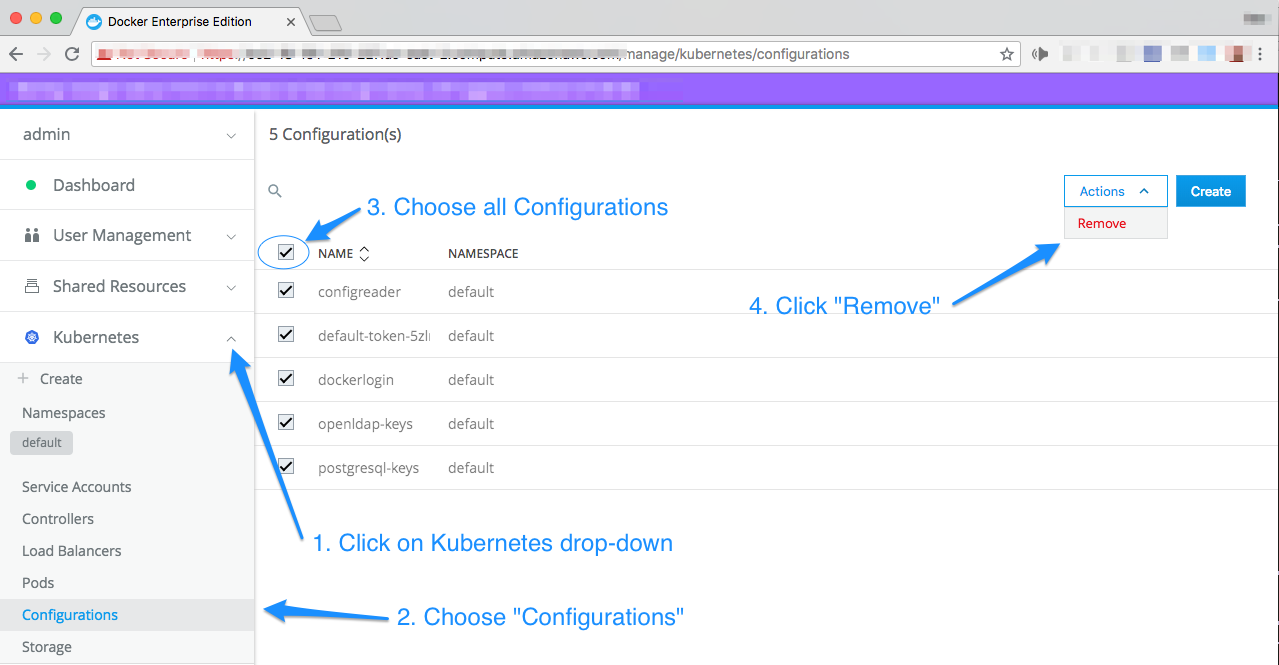 Docker Enterprise Edition
/manage/kubernetes/configurations
admin
5 Configuration(s)
Dashboard
3. Choose all Configurations
Actions
Create
Remove
User Management
NAME
NAMESPACE
Shared Resources
configreader
default
4. Click "Remove"
Kubernetes
default-token-5zl
default
Create
dockerlogin
default
Namespaces
default
openldap-keys
default
postgresql-keys
default
Service Accounts
Controllers
1. Click on Kubernetes drop-down
Load Balancers
Pods
Configurations
2. Choose "Configurations"
Storage